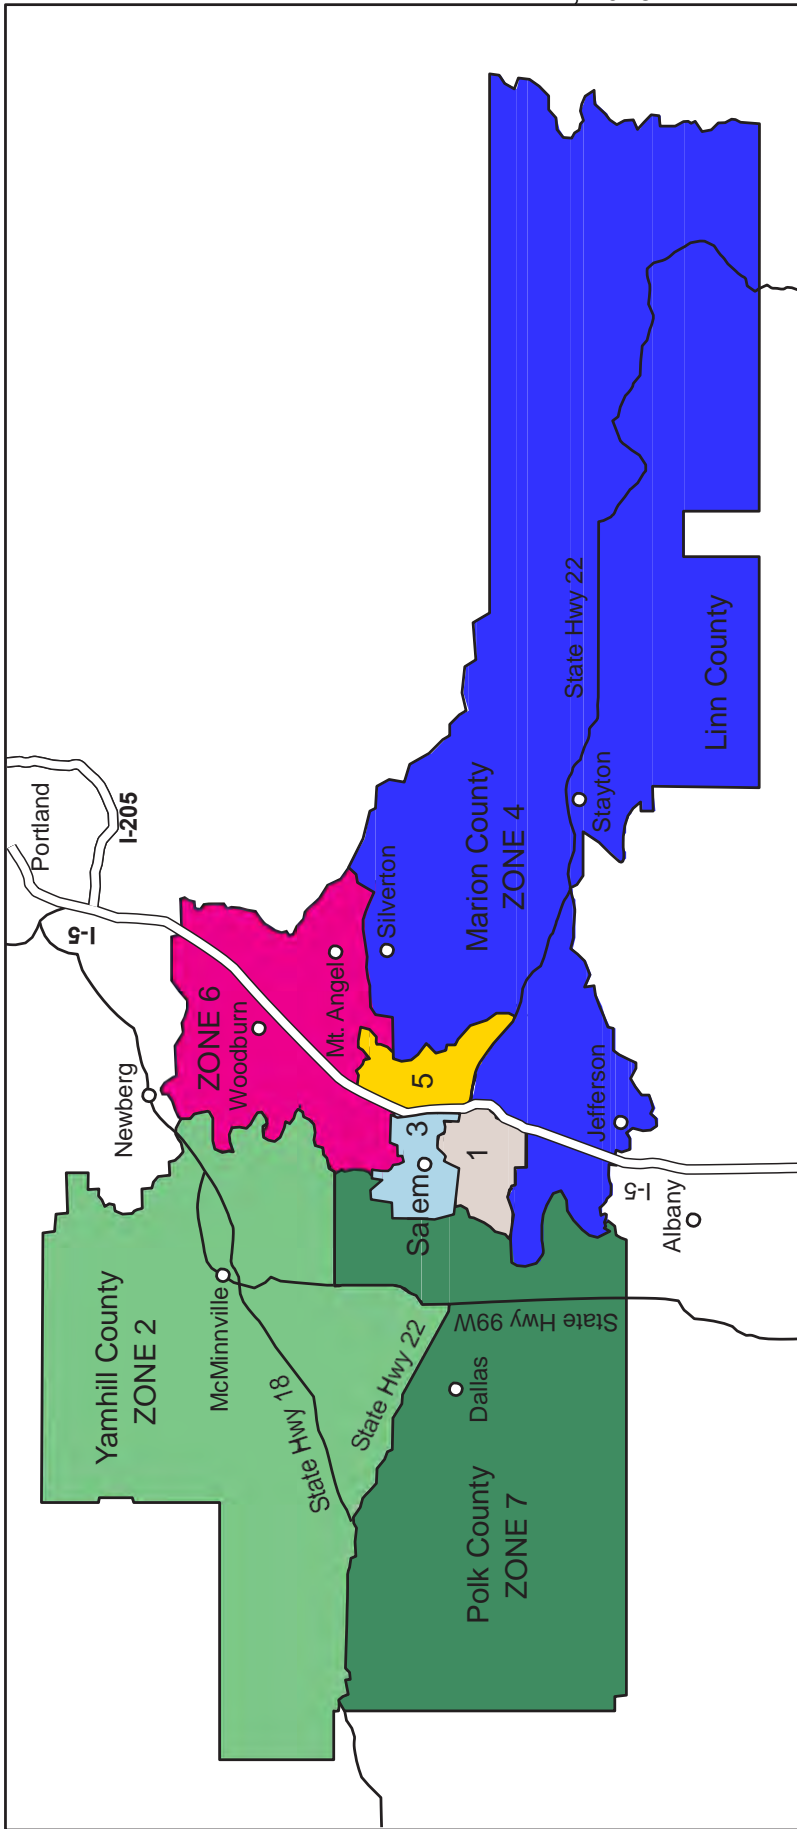 Portland
I-205
I-5
Newberg
ZONE 6
Woodburn
Mt. Angel
Silverton
Yamhill County
ZONE 2
McMinnville
State Hwy 18
State Hwy 22
Salem
3
5
1
Marion County
ZONE 4
State Hwy 22
Stayton
Linn County
Jefferson
I-5
Albany
State Hwy 99W
Dallas
Polk County
ZONE 7